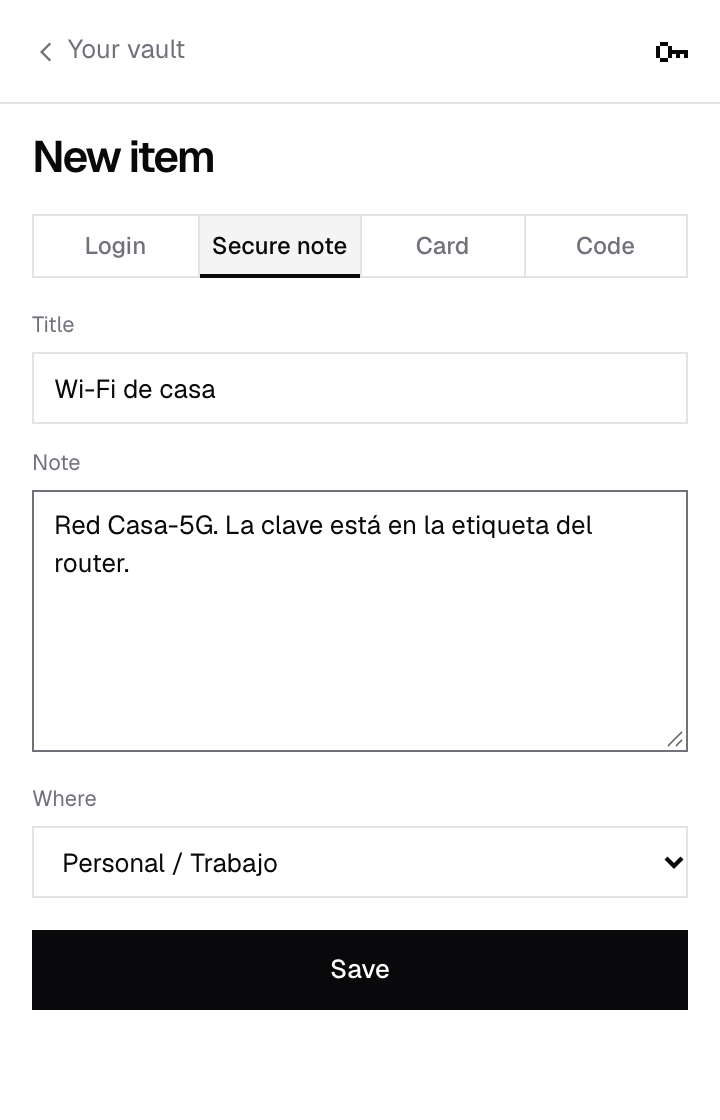 Your vault
New item
Login
Secure note
Card
Code
Title
Wi-Fi de casa
Note
Red Casa-5G. La clave está en la etiqueta del
router.
Where
Personal / Trabajo
Save